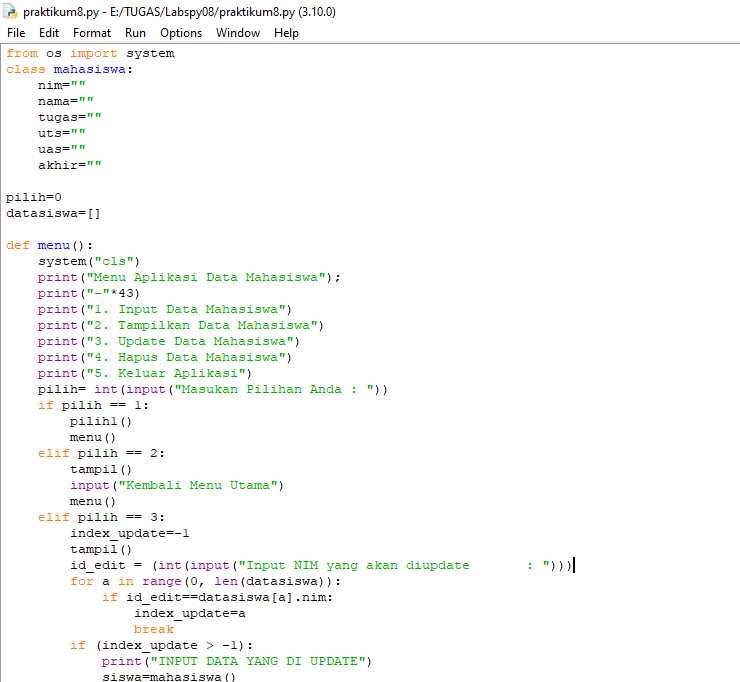 praktikum8.py - E:/TUGAS/Labspy08/praktikum8.py (3.10.0)
File Edit Format Run Options Window Help
from os import system
class mahasiswa:
    nim=""
    nama=""
    tugas=""
    uts=""
    uas=""
    akhir=""

pilih=0
datasiswa=[]

def menu():
    system("cls")
    print("Menu Aplikasi Data Mahasiswa");
    print("-"*43)
    print("1. Input Data Mahasiswa")
    print("2. Tampilkan Data Mahasiswa")
    print("3. Update Data Mahasiswa")
    print("4. Hapus Data Mahasiswa")
    print("5. Keluar Aplikasi")
    pilih= int(input("Masukan Pilihan Anda : "))
    if pilih == 1:
        pilih1()
        menu()
    elif pilih == 2:
        tampil()
        input("Kembali Menu Utama")
        menu()
    elif pilih == 3:
        index_update=-1
        tampil()
        id_edit = (int(input("Input NIM yang akan diupdate       : ")))
        for a in range(0, len(datasiswa)):
            if id_edit==datasiswa[a].nim:
                index_update=a
                break
        if (index_update > -1):
            print("INPUT DATA YANG DI UPDATE")
            siswa=mahasiswa()